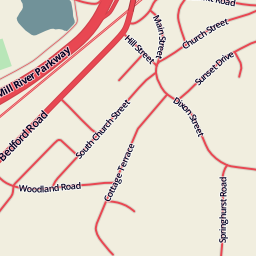 Road
Main Street
Church Street
Hill Street
Sunset Drive
Mill River Parkway
Dixon Street
Bedford Road
South Church Street
Cottage Terrace
Woodland Road
Springhurst Road